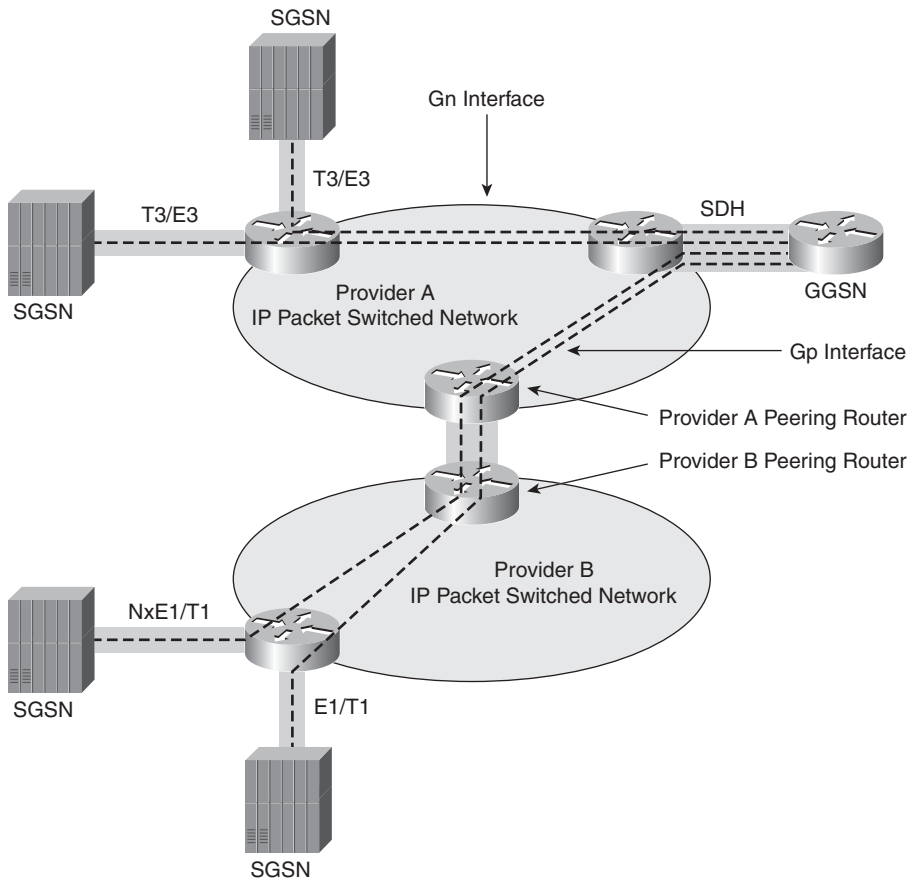 SGSN
Gn Interface
T3/E3
T3/E3
SDH
SGSN
Provider A
IP Packet Switched Network
GGSN
Gp Interface
Provider A Peering Router
Provider B Peering Router
Provider B
IP Packet Switched Network
NxE1/T1
SGSN
E1/T1
SGSN